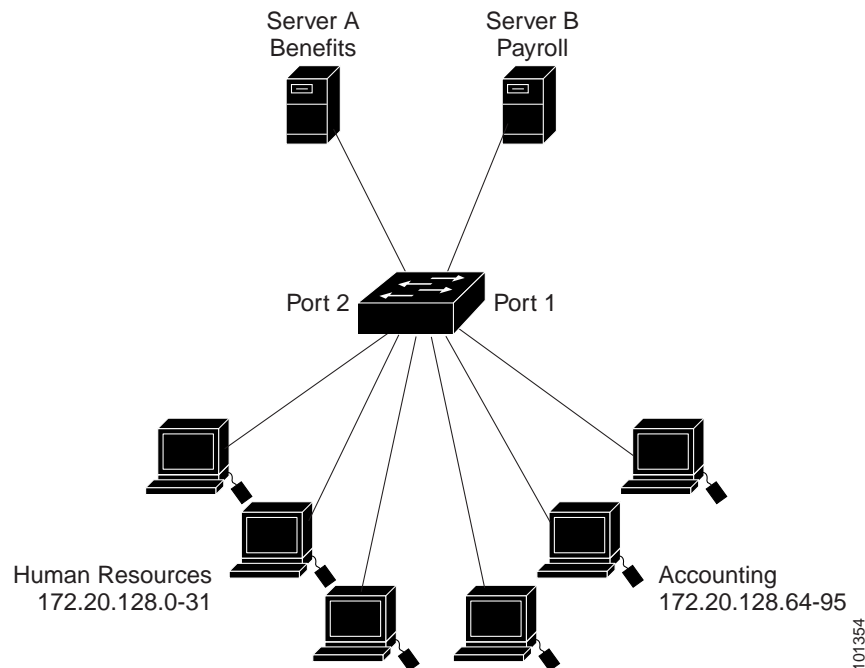 Server A
Benefits
Server B
Payroll
Port 2
Port 1
Human Resources
172.20.128.0-31
Accounting
172.20.128.64-95
101354